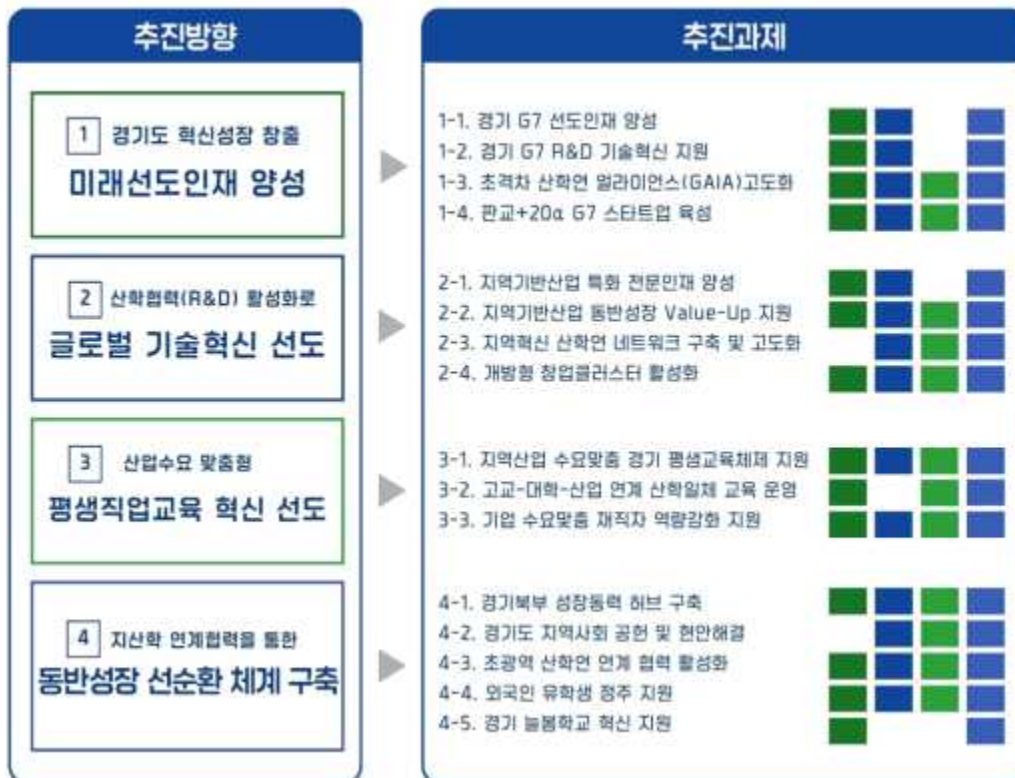 추진방향
1 경기도 혁신성장 창출
미래선도인재 양성
2 산학협력(R&D) 활성화로
글로벌 기술혁신 선도
3 산업수요 맞춤형
평생직업교육 혁신 선도
4 지산학 연계협력을 통한
동반성장 선순환 체계 구축
추진과제
1-1. 경기 G7 선도인재 양성
1-2. 경기 G7 R&D 기술혁신 지원
1-3. 초격차 산학연 얼라이언스(GAIA)고도화
1-4. 판교+20α G7 스타트업 육성
2-1. 지역기반산업 특화 전문인재 양성
2-2. 지역기반산업 동반성장 Value-Up 지원
2-3. 지역혁신 산학연 네트워크 구축 및 고도화
2-4. 개방형 창업클러스터 활성화
3-1. 지역산업 수요맞춤 경기 평생교육체제 지원
3-2. 고교-대학-산업 연계 산학일체 교육 운영
3-3. 기업 수요맞춤 재직자 역량강화 지원
4-1. 경기북부 성장동력 허브 구축
4-2. 경기도 지역사회 공헌 및 현안해결
4-3. 초광역 산학연 연계 협력 활성화
4-4. 외국인 유학생 정주 지원
4-5. 경기 늘봄학교 혁신 지원